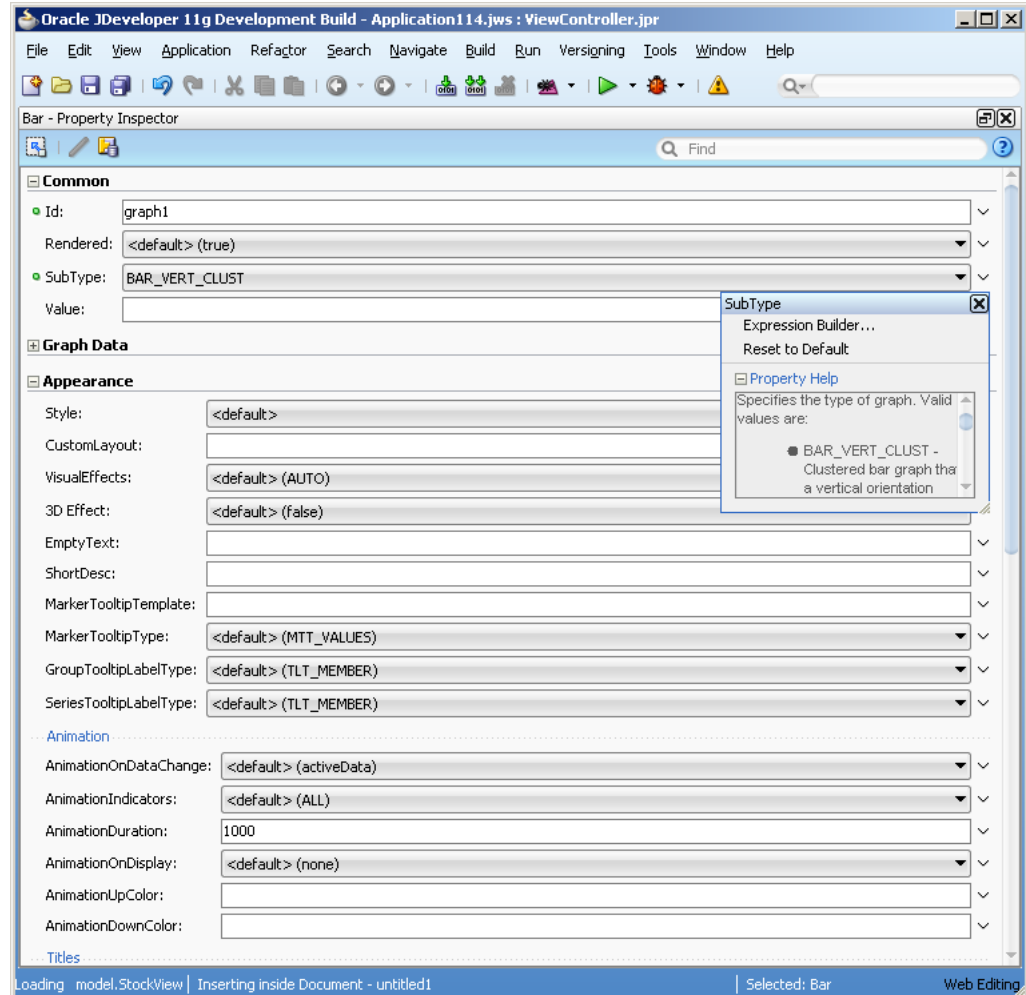 Oracle JDeveloper 11g Development Build - Application114.jws : ViewController.jpr
File Edit View Application Refactor Search Navigate Build Run Versioning Tools Window Help
Bar - Property Inspector
Find
Common
Id: graph1
Rendered: <default> (true)
SubType: BAR_VERT_CLUST
Value:
SubType
Expression Builder...
Reset to Default
Property Help
Specifies the type of graph. Valid
values are:
BAR_VERT_CLUST -
Clustered bar graph tha
a vertical orientation
Graph Data
Appearance
Style: <default>
CustomLayout:
VisualEffects: <default> (AUTO)
3D Effect: <default> (false)
EmptyText:
ShortDesc:
MarkerTooltipTemplate:
MarkerTooltipType: <default> (MTT_VALUES)
GroupTooltipLabelType: <default> (TLT_MEMBER)
SeriesTooltipLabelType: <default> (TLT_MEMBER)
Animation
AnimationOnDataChange: <default> (activeData)
AnimationIndicators: <default> (ALL)
AnimationDuration: 1000
AnimationOnDisplay: <default> (none)
AnimationUpColor:
AnimationDownColor:
Titles
Loading model.StockView Inserting inside Document - untitled1 Selected: Bar Web Editing